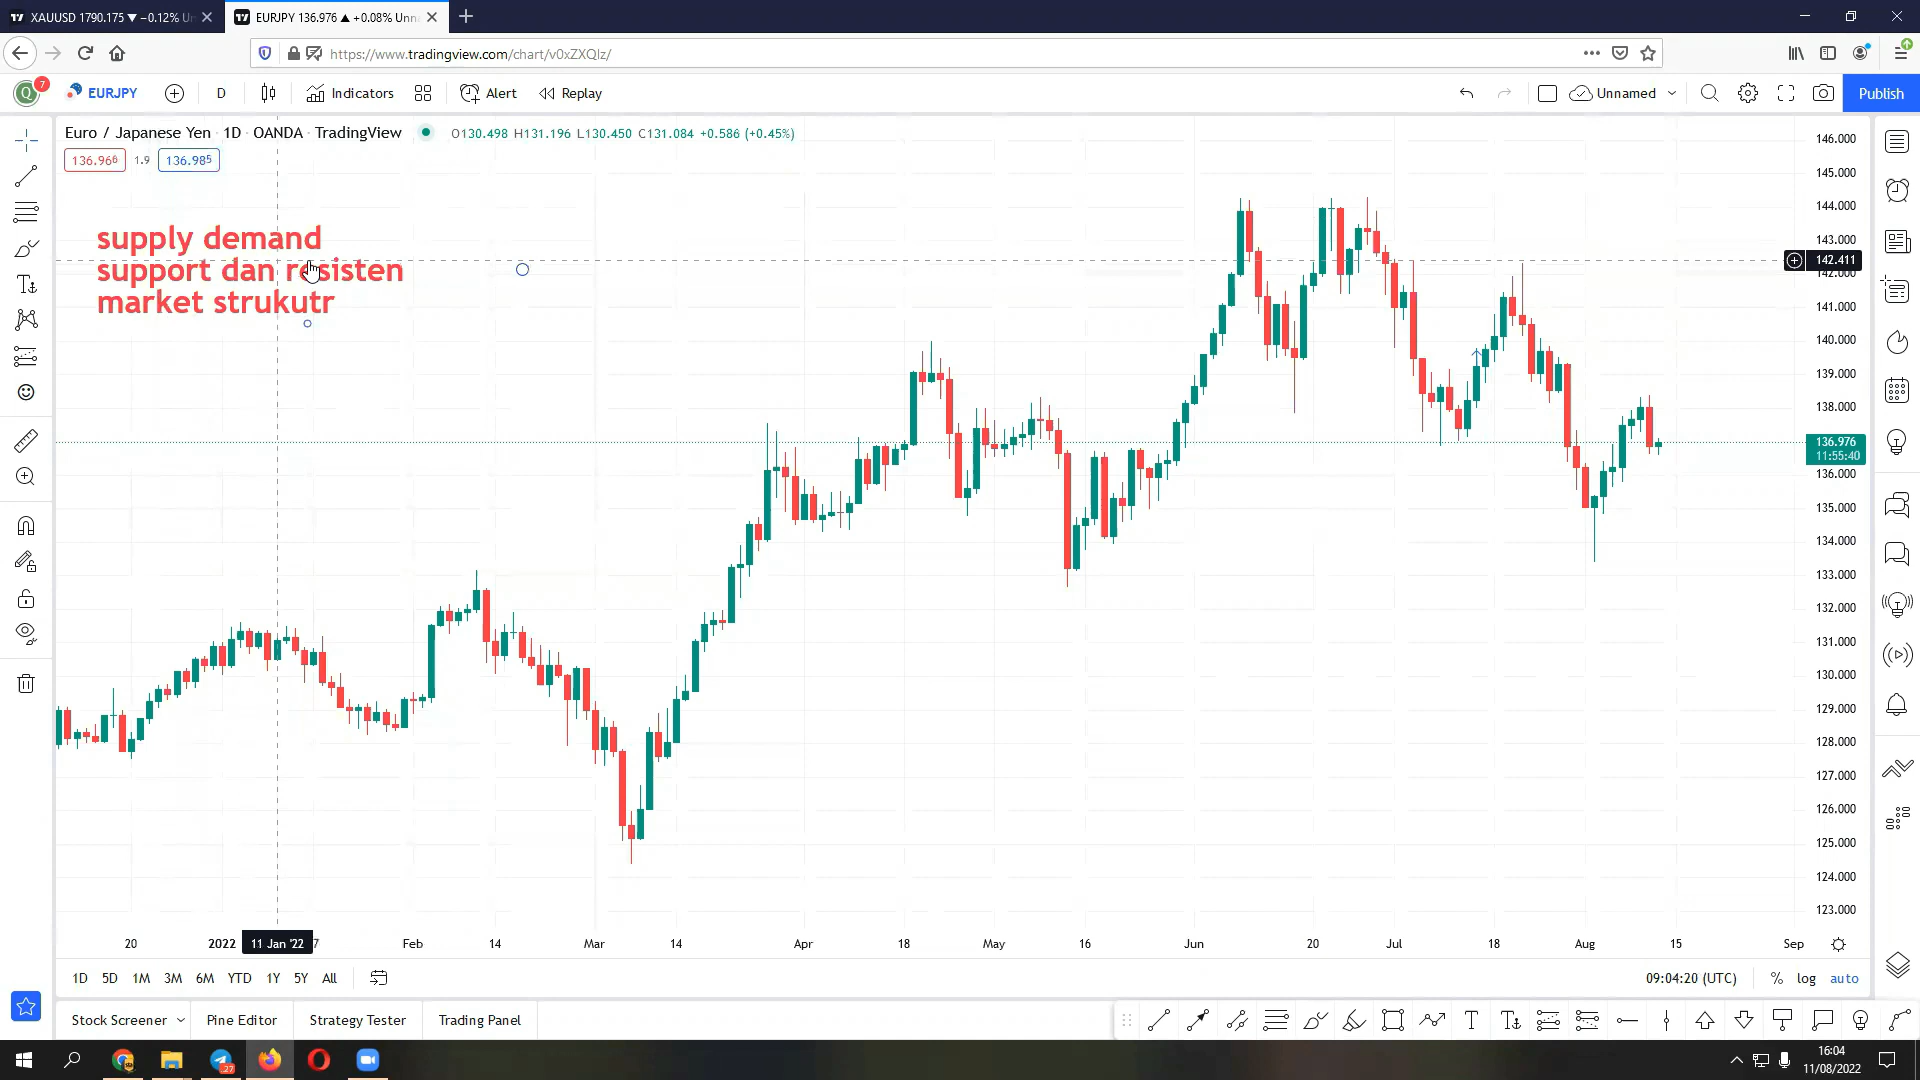 XAUUSD 1790.175 ▼ −0.12% Un
EURJPY 136.976 ▲ +0.08% Unn
https://www.tradingview.com/chart/v0xZXQlz/
Q 7 EURJPY D Indicators Alert Replay Unnamed Publish
Euro / Japanese Yen · 1D · OANDA · TradingView O130.498 H131.196 L130.450 C131.084 +0.586 (+0.45%)
136.966 1.9 136.985
supply demand
support dan resisten
market strukutr
146.000
145.000
144.000
143.000
142.411
142.000
141.000
140.000
139.000
138.000
136.976
11:55:40
136.000
135.000
134.000
133.000
132.000
131.000
130.000
129.000
128.000
127.000
126.000
125.000
124.000
123.000
20 2022 11 Jan '22 7 Feb 14 Mar 14 Apr 18 May 16 Jun 20 Jul 18 Aug 15 Sep
1D 5D 1M 3M 6M YTD 1Y 5Y All 09:04:20 (UTC) % log auto
Stock Screener Pine Editor Strategy Tester Trading Panel
27
16:04
11/08/2022